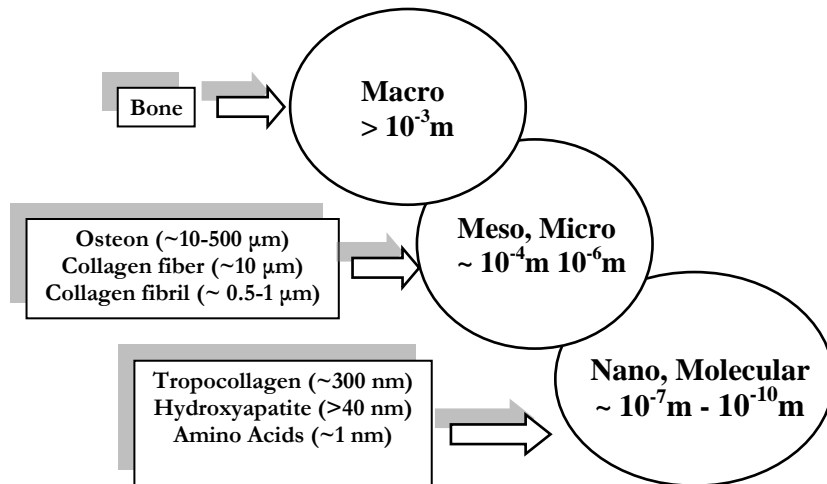 Bone
Macro
> 10⁻³m
Osteon (~10-500 µm)
Collagen fiber (~10 µm)
Collagen fibril (~ 0.5-1 µm)
Meso, Micro
~ 10⁻⁴m 10⁻⁶m
Tropocollagen (~300 nm)
Hydroxyapatite (>40 nm)
Amino Acids (~1 nm)
Nano, Molecular
~ 10⁻⁷m - 10⁻¹⁰m